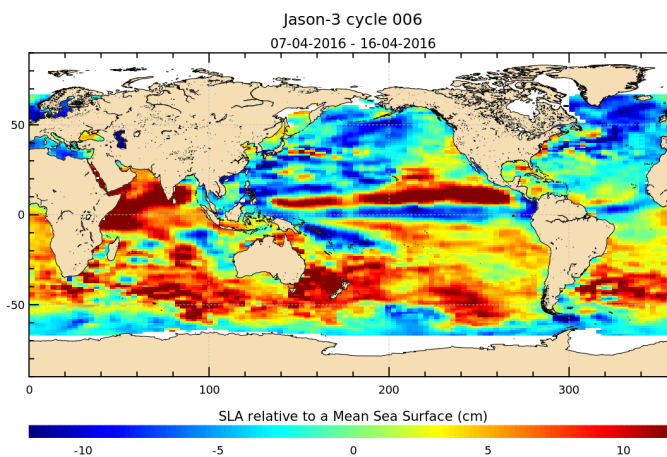 Jason-3 cycle 006
07-04-2016 - 16-04-2016
50
0
-50
0 100 200 300
SLA relative to a Mean Sea Surface (cm)
-10 -5 0 5 10